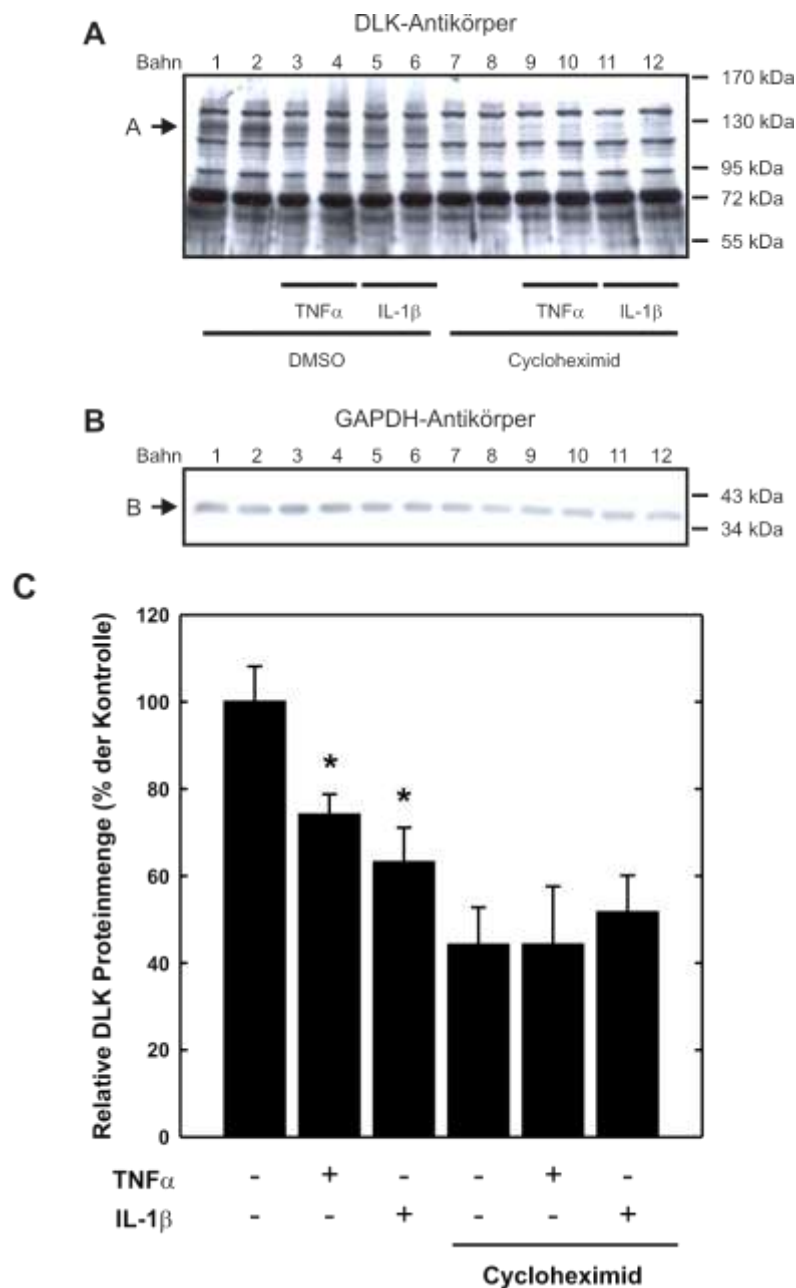 A
DLK-Antikörper
Bahn 1 2 3 4 5 6 7 8 9 10 11 12
170 kDa
A
130 kDa
95 kDa
72 kDa
55 kDa
TNFα IL-1β TNFα IL-1β
DMSO Cycloheximid
B
GAPDH-Antikörper
Bahn 1 2 3 4 5 6 7 8 9 10 11 12
B
43 kDa
34 kDa
C
Relative DLK Proteinmenge (% der Kontrolle)
120
100
80
60
40
20
0
* *
TNFα - + - - + -
IL-1β - - + - - +
Cycloheximid